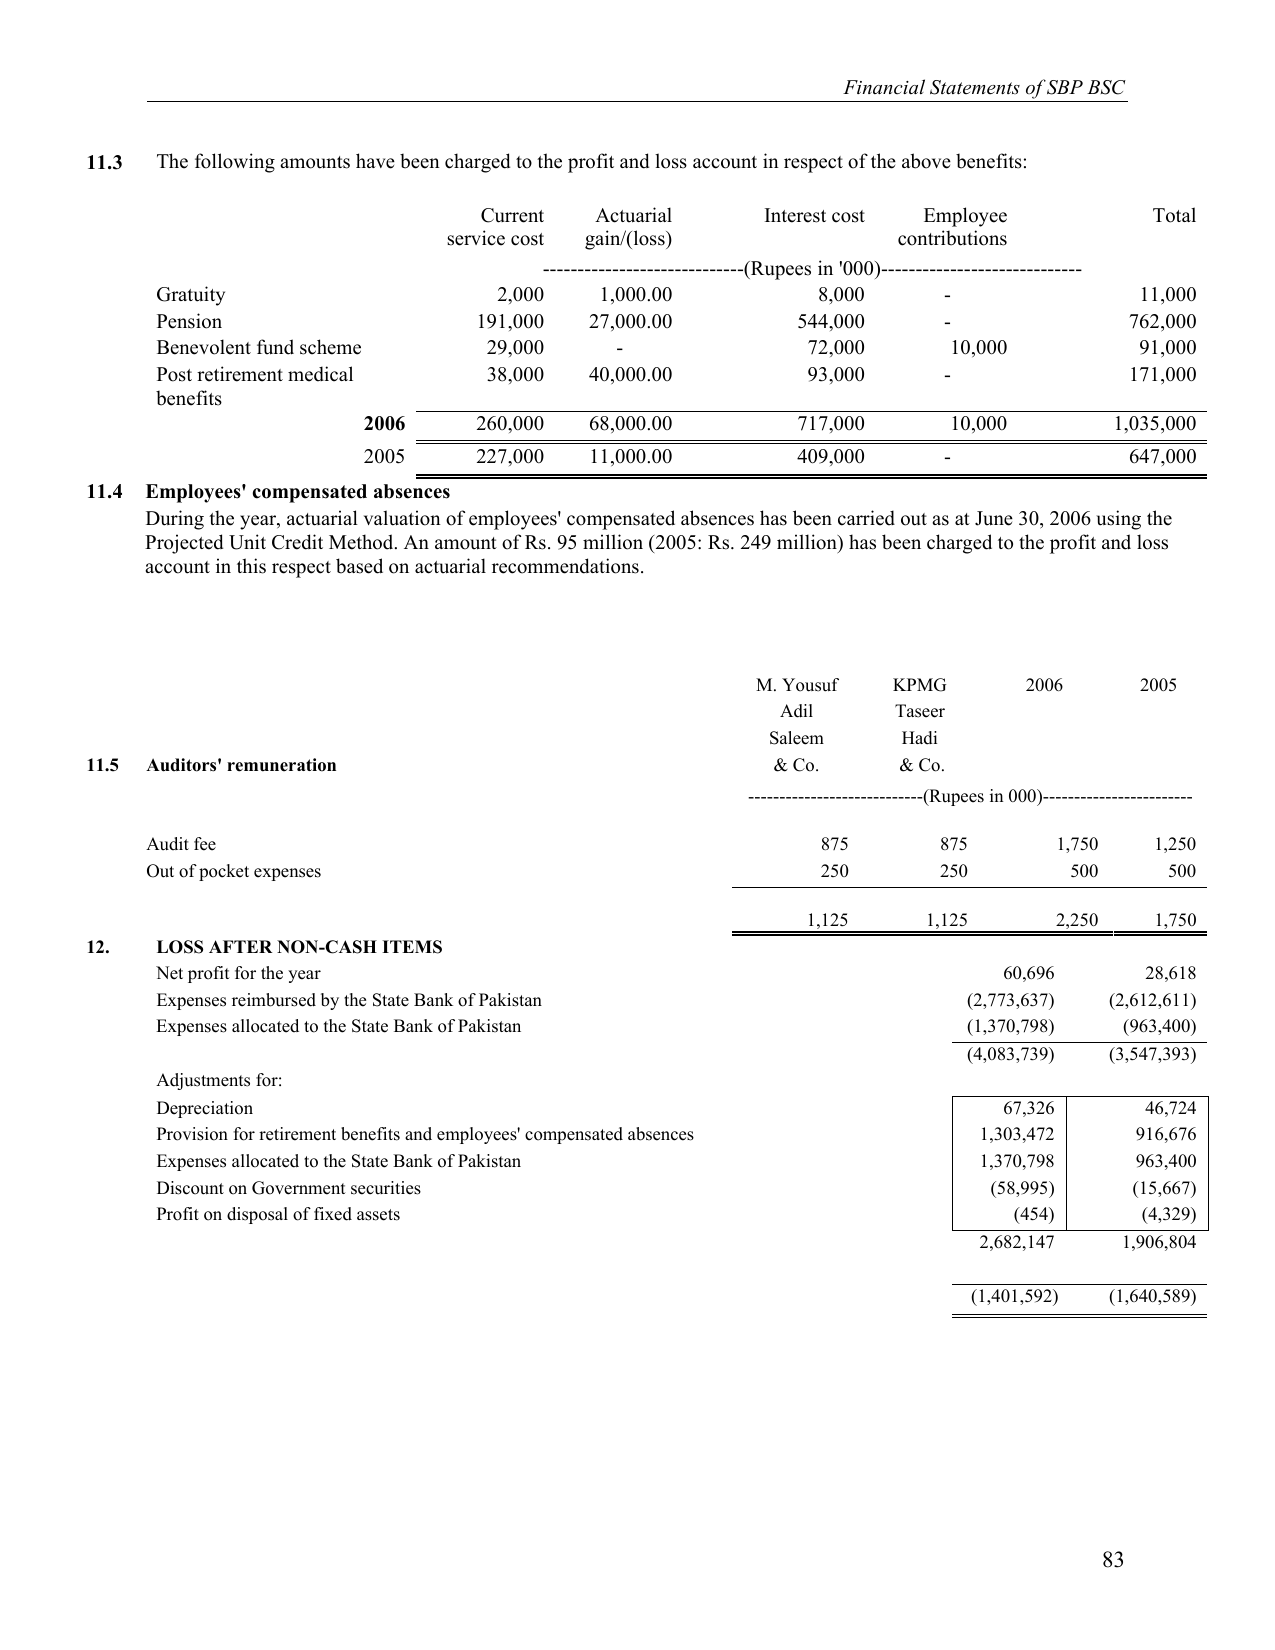 Financial Statements of SBP BSC
11.3 The following amounts have been charged to the profit and loss account in respect of the above benefits:
Current Actuarial Interest cost Employee Total
service cost gain/(loss) contributions
-----------------------------(Rupees in '000)-----------------------------
Gratuity 2,000 1,000.00 8,000 - 11,000
Pension 191,000 27,000.00 544,000 - 762,000
Benevolent fund scheme 29,000 - 72,000 10,000 91,000
Post retirement medical 38,000 40,000.00 93,000 - 171,000
benefits
2006 260,000 68,000.00 717,000 10,000 1,035,000
2005 227,000 11,000.00 409,000 - 647,000
11.4 Employees' compensated absences
During the year, actuarial valuation of employees' compensated absences has been carried out as at June 30, 2006 using the
Projected Unit Credit Method. An amount of Rs. 95 million (2005: Rs. 249 million) has been charged to the profit and loss
account in this respect based on actuarial recommendations.
M. Yousuf KPMG 2006 2005
Adil Taseer
Saleem Hadi
11.5 Auditors' remuneration & Co. & Co.
----------------------------(Rupees in 000)------------------------
Audit fee 875 875 1,750 1,250
Out of pocket expenses 250 250 500 500
1,125 1,125 2,250 1,750
12. LOSS AFTER NON-CASH ITEMS
Net profit for the year 60,696 28,618
Expenses reimbursed by the State Bank of Pakistan (2,773,637) (2,612,611)
Expenses allocated to the State Bank of Pakistan (1,370,798) (963,400)
(4,083,739) (3,547,393)
Adjustments for:
Depreciation 67,326 46,724
Provision for retirement benefits and employees' compensated absences 1,303,472 916,676
Expenses allocated to the State Bank of Pakistan 1,370,798 963,400
Discount on Government securities (58,995) (15,667)
Profit on disposal of fixed assets (454) (4,329)
2,682,147 1,906,804
(1,401,592) (1,640,589)
83